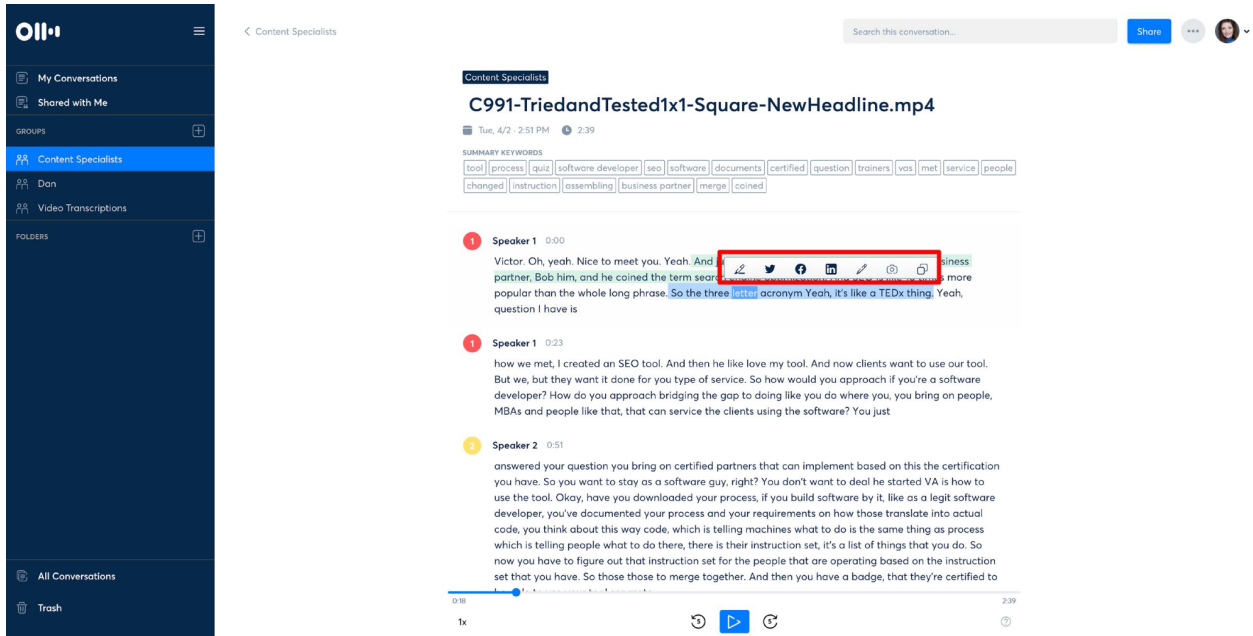 Content Specialists
Search this conversation...
Share
My Conversations
Shared with Me
GROUPS
Content Specialists
Dan
Video Transcriptions
FOLDERS
All Conversations
Trash
Content Specialists
C991-TriedandTested1x1-Square-NewHeadline.mp4
Tue, 4/2 · 2:51 PM 2:39
SUMMARY KEYWORDS
tool process quiz software developer seo software documents certified question trainers vas met service people
changed instruction assembling business partner merge coined
1 Speaker 1 0:00
Victor. Oh, yeah. Nice to meet you. Yeah. And siness
partner, Bob him, and he coined the term more
popular than the whole long phrase. So the three letter acronym Yeah, it's like a TEDx thing. Yeah,
question I have is
1 Speaker 1 0:23
how we met, I created an SEO tool. And then he like love my tool. And now clients want to use our tool.
But we, but they want it done for you type of service. So how would you approach if you're a software
developer? How do you approach bridging the gap to doing like you do where you, you bring on people,
MBAs and people like that, that can service the clients using the software? You just
2 Speaker 2 0:51
answered your question you bring on certified partners that can implement based on this the certification
you have. So you want to stay as a software guy, right? You don't want to deal he started VA is how to
use the tool. Okay, have you downloaded your process, if you build software by it, like as a legit software
developer, you've documented your process and your requirements on how those translate into actual
code, you think about this way code, which is telling machines what to do is the same thing as process
which is telling people what to do there, there is their instruction set, it's a list of things that you do. So
now you have to figure out that instruction set for the people that are operating based on the instruction
set that you have. So those those to merge together. And then you have a badge, that they're certified to
0:18 2:39
1x 5 5